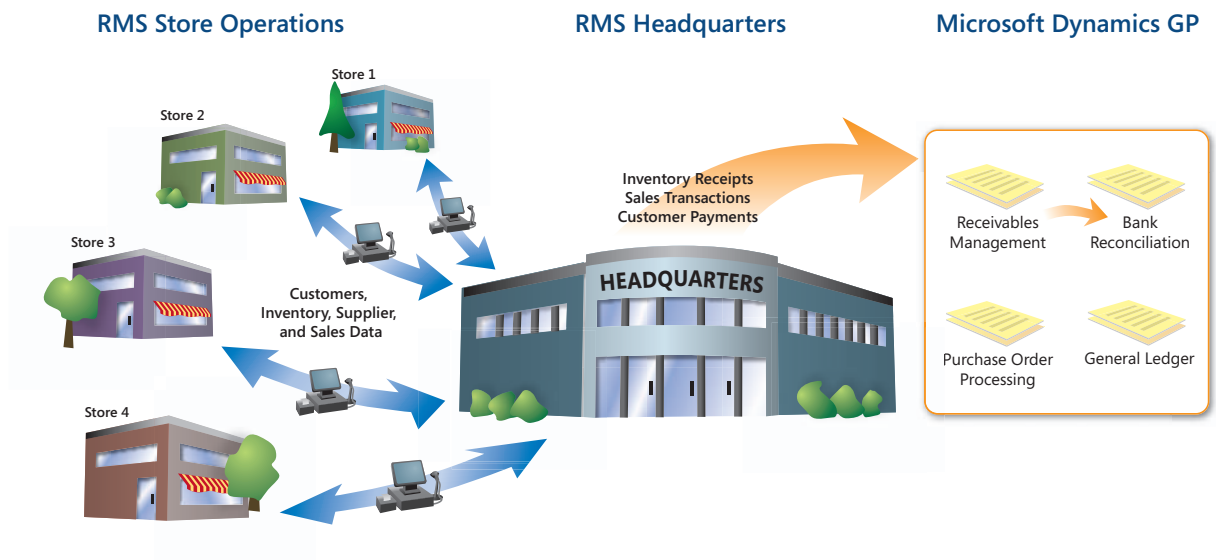 RMS Store Operations
RMS Headquarters
Microsoft Dynamics GP
Store 1
Store 2
Store 3
Store 4
Customers,
Inventory, Supplier,
and Sales Data
Inventory Receipts
Sales Transactions
Customer Payments
HEADQUARTERS
Receivables
Management
Bank
Reconciliation
Purchase Order
Processing
General Ledger